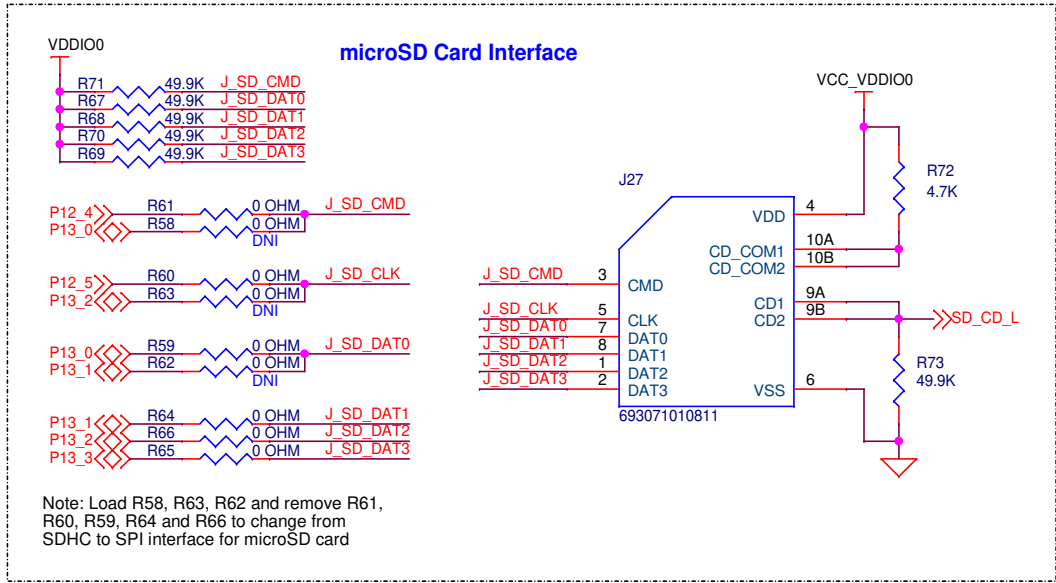 microSD Card Interface
VDDIO0
R71 49.9K J_SD_CMD
R67 49.9K J_SD_DAT0
R68 49.9K J_SD_DAT1
R70 49.9K J_SD_DAT2
R69 49.9K J_SD_DAT3
P12_4 R61 0 OHM J_SD_CMD
P13_0 R58 0 OHM
DNI
P12_5 R60 0 OHM J_SD_CLK
P13_2 R63 0 OHM
DNI
P13_0 R59 0 OHM J_SD_DAT0
P13_1 R62 0 OHM
DNI
P13_1 R64 0 OHM J_SD_DAT1
P13_2 R66 0 OHM J_SD_DAT2
P13_3 R65 0 OHM J_SD_DAT3
Note: Load R58, R63, R62 and remove R61,
R60, R59, R64 and R66 to change from
SDHC to SPI interface for microSD card
VCC_VDDIO0
R72
4.7K
J27
VDD 4
CD_COM1 10A
CD_COM2 10B
J_SD_CMD 3 CMD
CD1 9A
CD2 9B
SD_CD_L
J_SD_CLK 5 CLK
J_SD_DAT0 7 DAT0
J_SD_DAT1 8 DAT1
J_SD_DAT2 1 DAT2
J_SD_DAT3 2 DAT3
VSS 6
R73
49.9K
693071010811